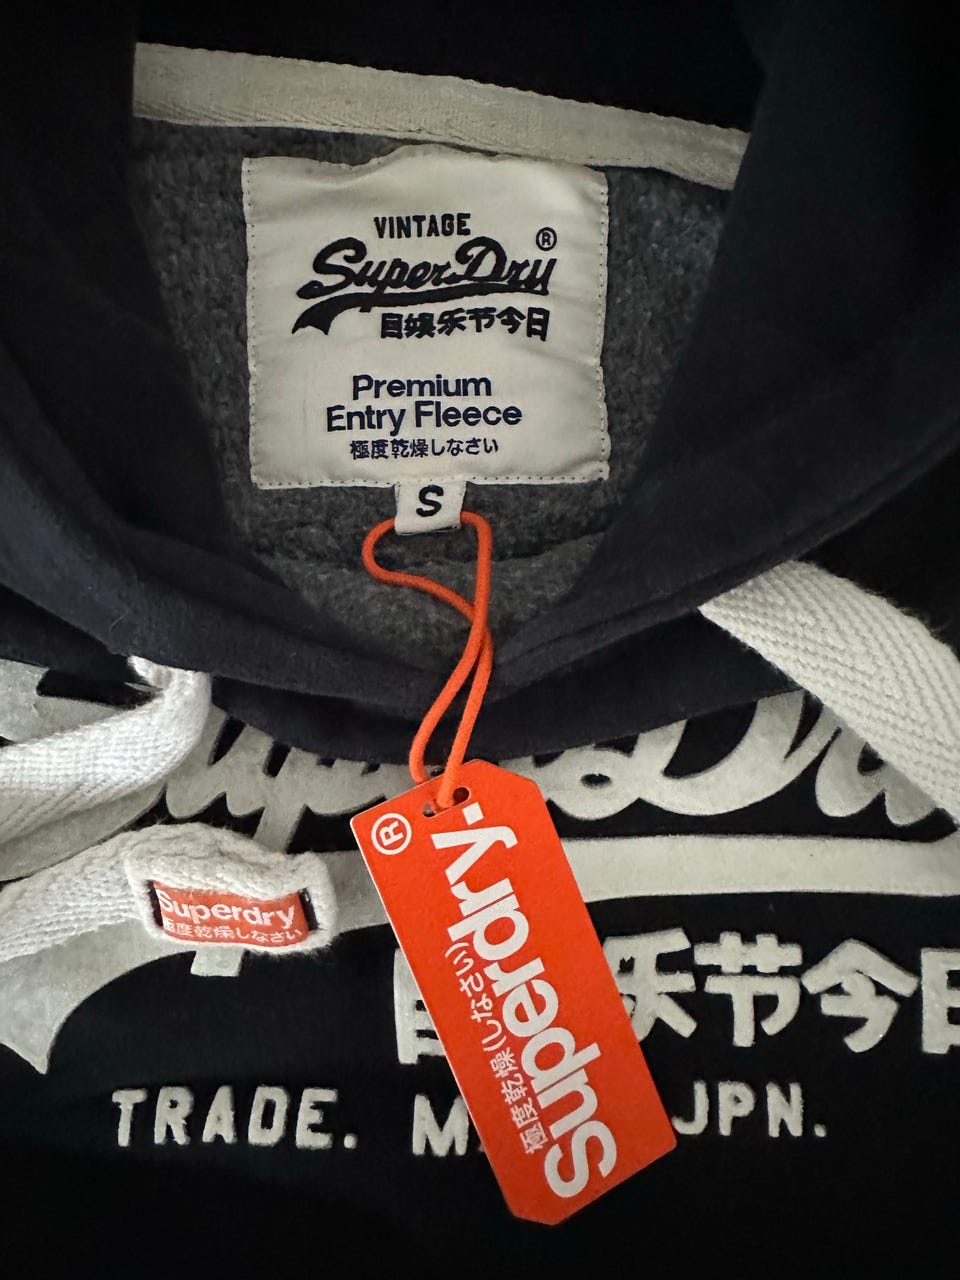 VINTAGE
SuperDry®
目娯乐节今日
Premium
Entry Fleece
極度乾燥しなさい
S
®
Superdry.
極度乾燥(しなさい)
Superdry
極度乾燥しなさい
乐节今日
TRADE. M JPN.